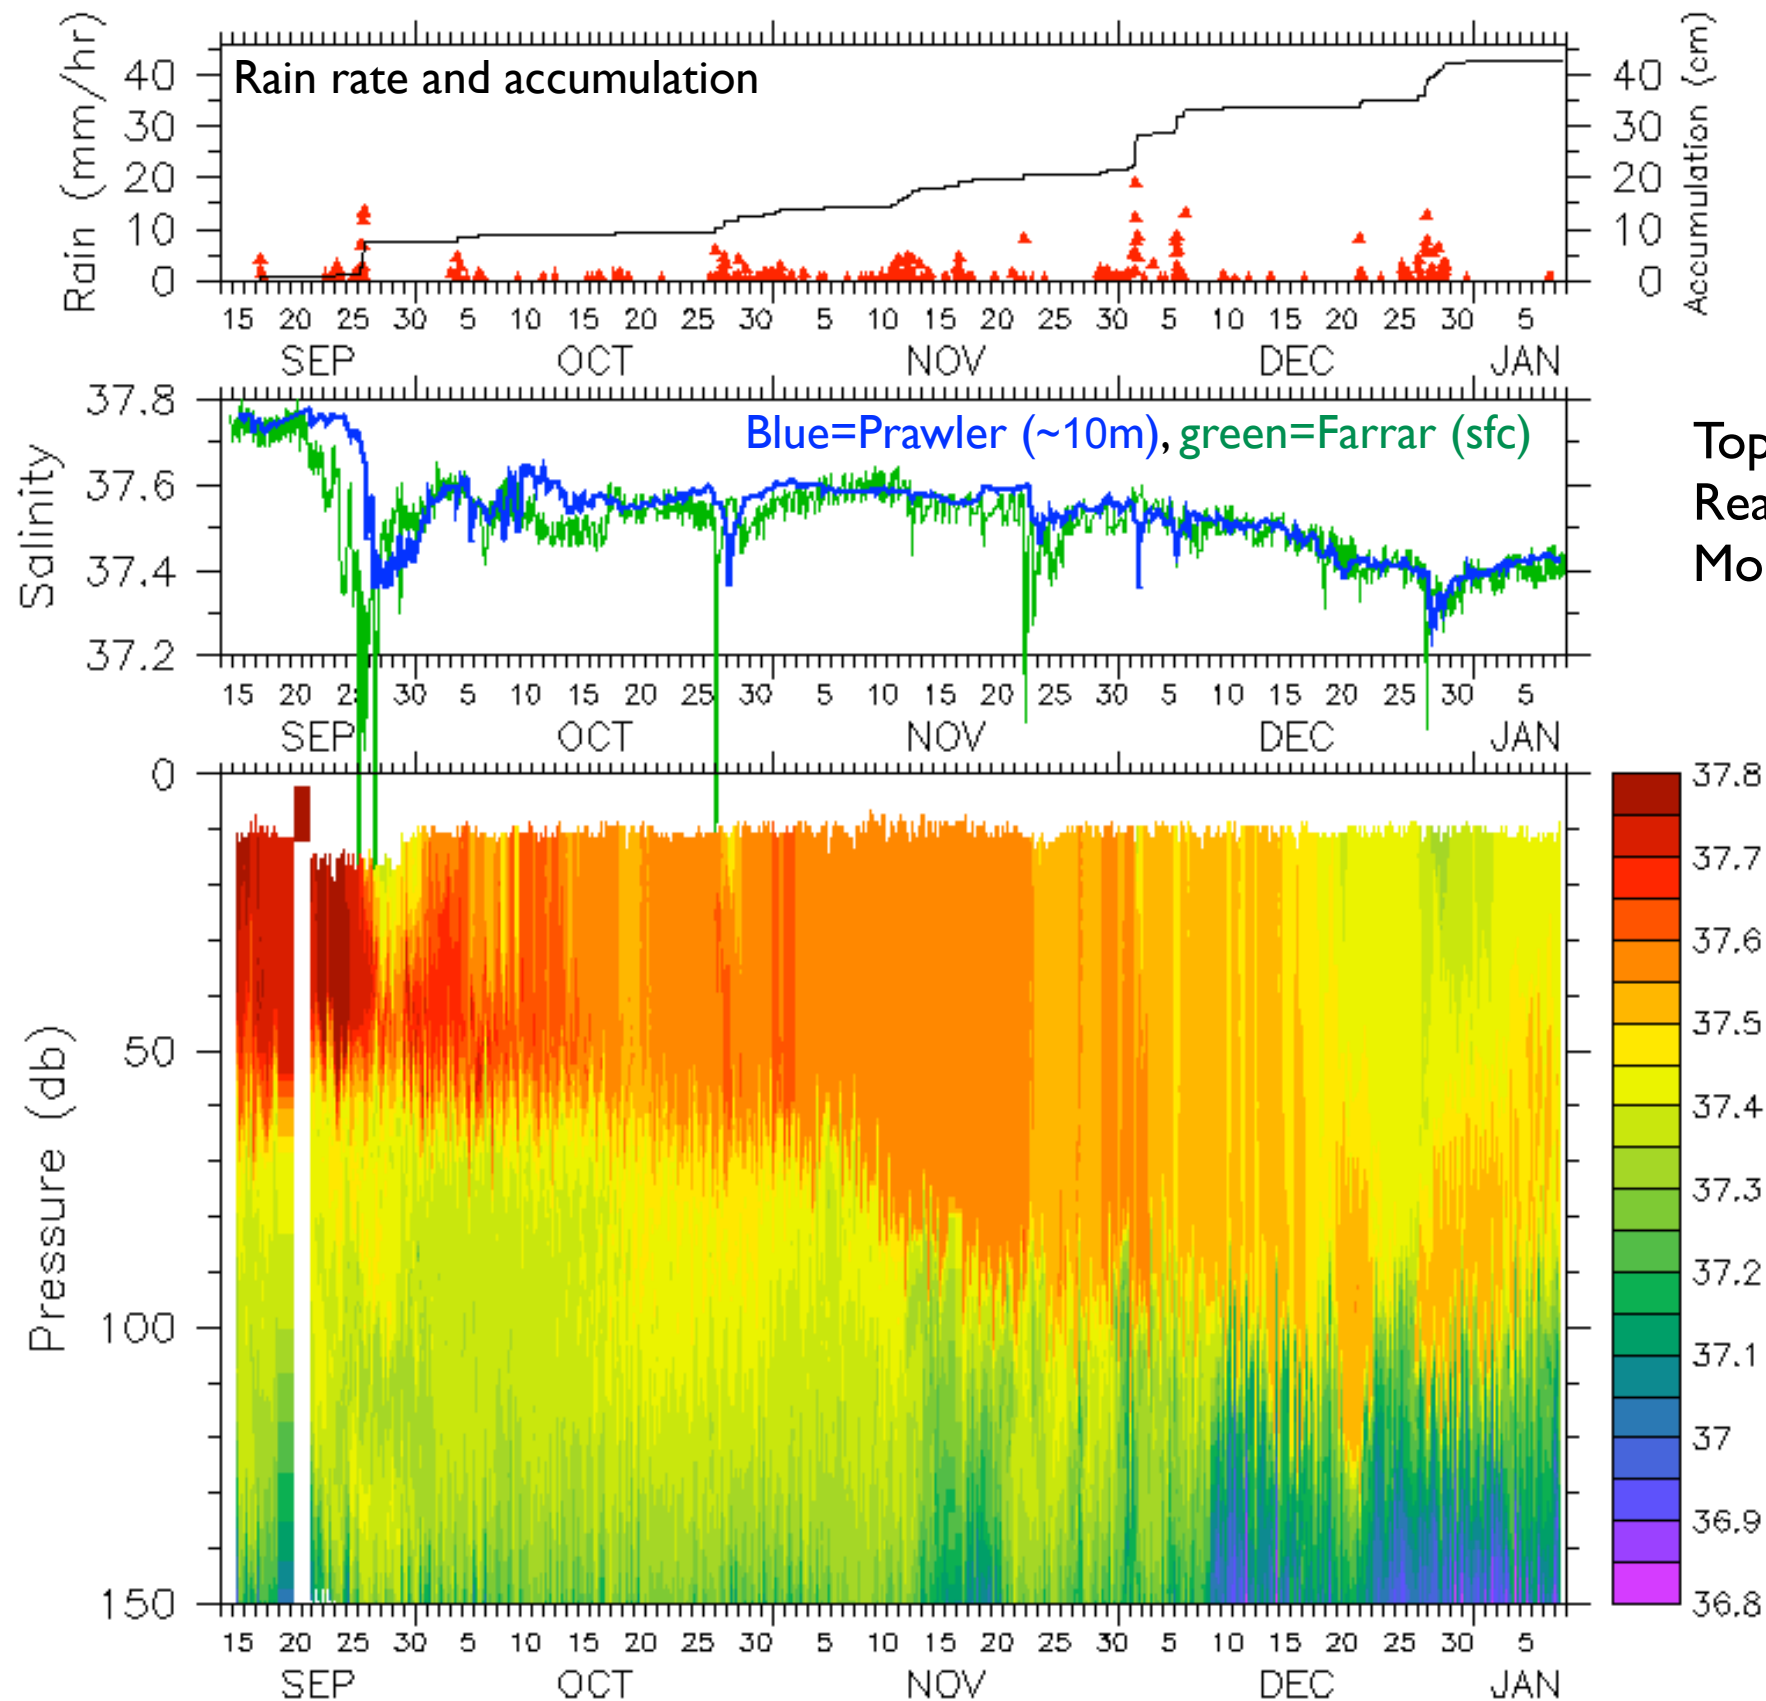 Rain rate and accumulation
Rain (mm/hr)
40
30
20
10
0
40
30
20
10
0
Accumulation (cm)
15 20 25 30 5 10 15 20 25 30 5 10 15 20 25 30 5 10 15 20 25 30 5
SEP OCT NOV DEC JAN
Blue=Prawler (~10m), green=Farrar (sfc)
Salinity
37.8
37.6
37.4
37.2
15 20 25 30 5 10 15 20 25 30 5 10 15 20 25 30 5 10 15 20 25 30 5
SEP OCT NOV DEC JAN
Top
Rea
Mo
Pressure (db)
0
50
100
150
37.8
37.7
37.6
37.5
37.4
37.3
37.2
37.1
37
36.9
36.8
15 20 25 30 5 10 15 20 25 30 5 10 15 20 25 30 5 10 15 20 25 30 5
SEP OCT NOV DEC JAN